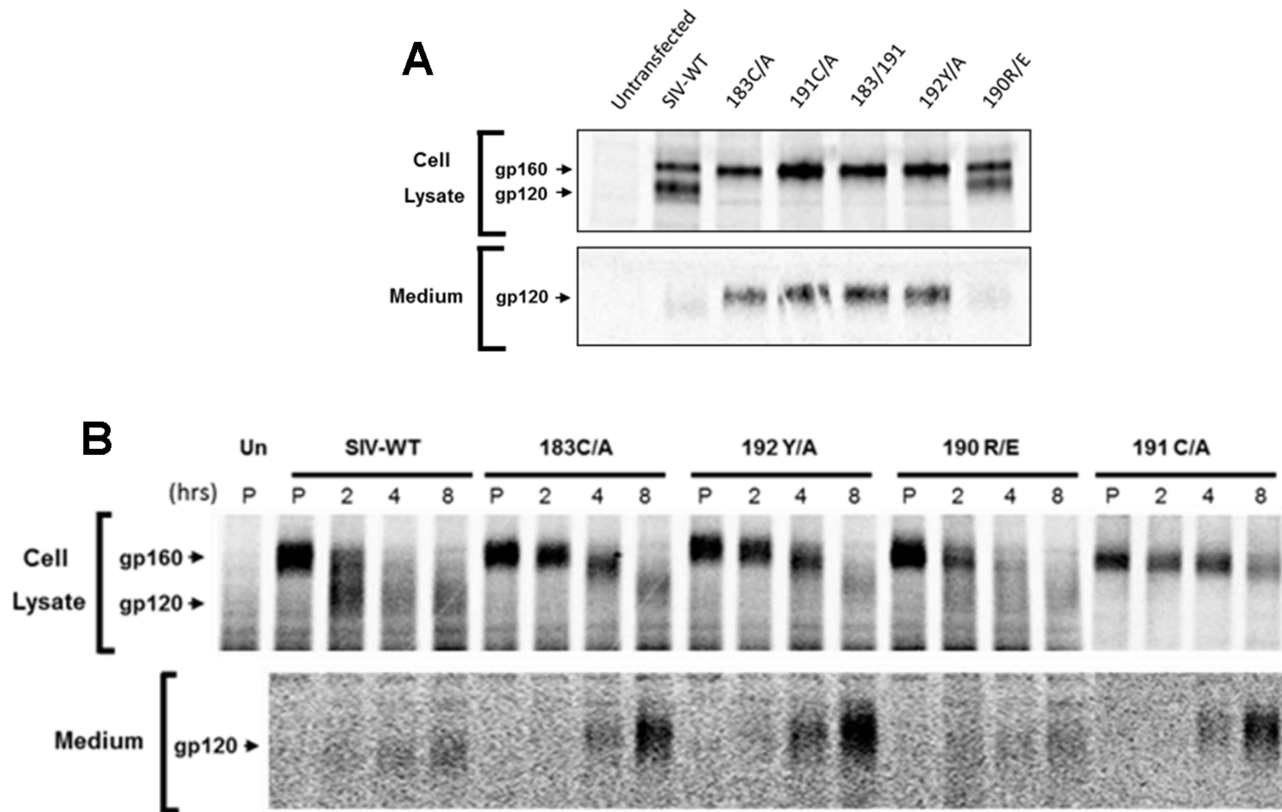 A
Untransfected SIV-WT 183C/A 191C/A 183/191 192Y/A 190R/E
Cell
Lysate
gp160
gp120
Medium gp120
B
Un SIV-WT 183C/A 192 Y/A 190 R/E 191 C/A
(hrs) P P 2 4 8 P 2 4 8 P 2 4 8 P 2 4 8 P 2 4 8
Cell
Lysate
gp160
gp120
Medium gp120